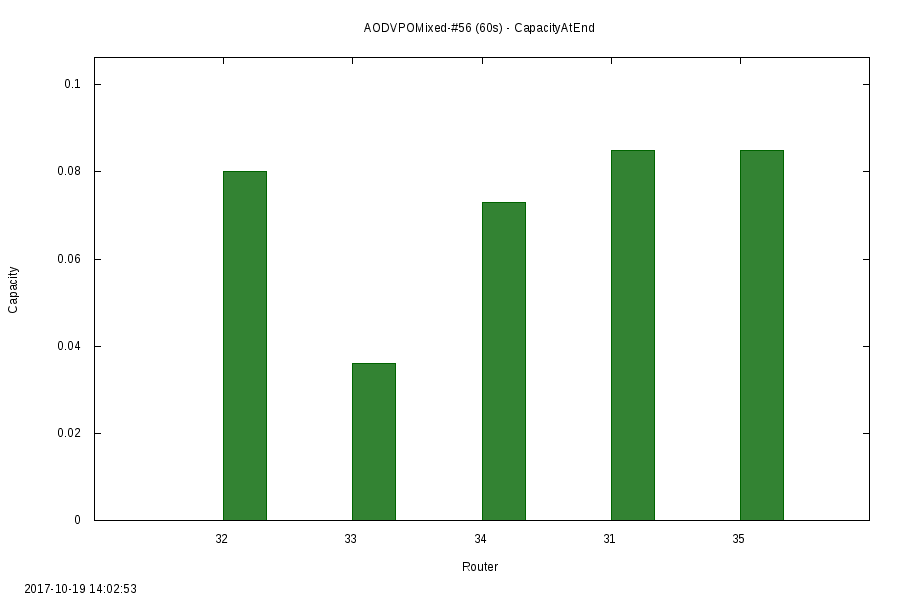 AODVPOMixed-#56 (60s) - CapacityAtEnd
0.1
0.08
0.06
0.04
0.02
0
Capacity
32 33 34 31 35
Router
2017-10-19 14:02:53